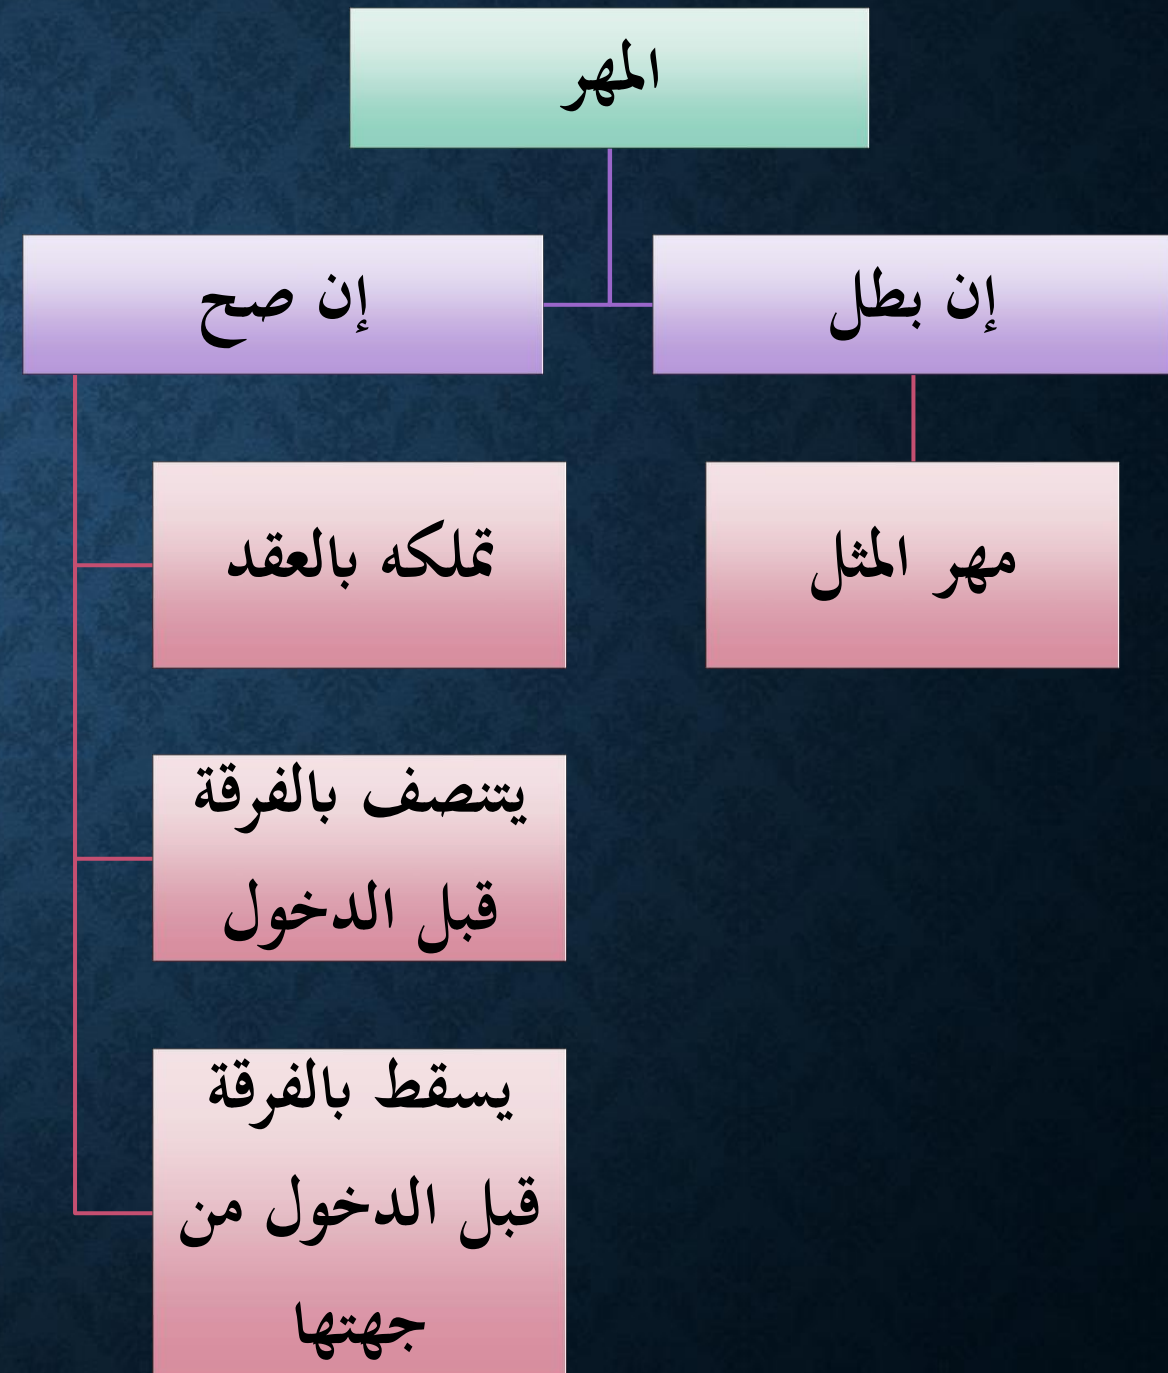 المهر
إن بطل
مهر المثل
إن صح
تملكه بالعقد
يتنصف بالفرقة
قبل الدخول
يسقط بالفرقة
قبل الدخول من
جهتها